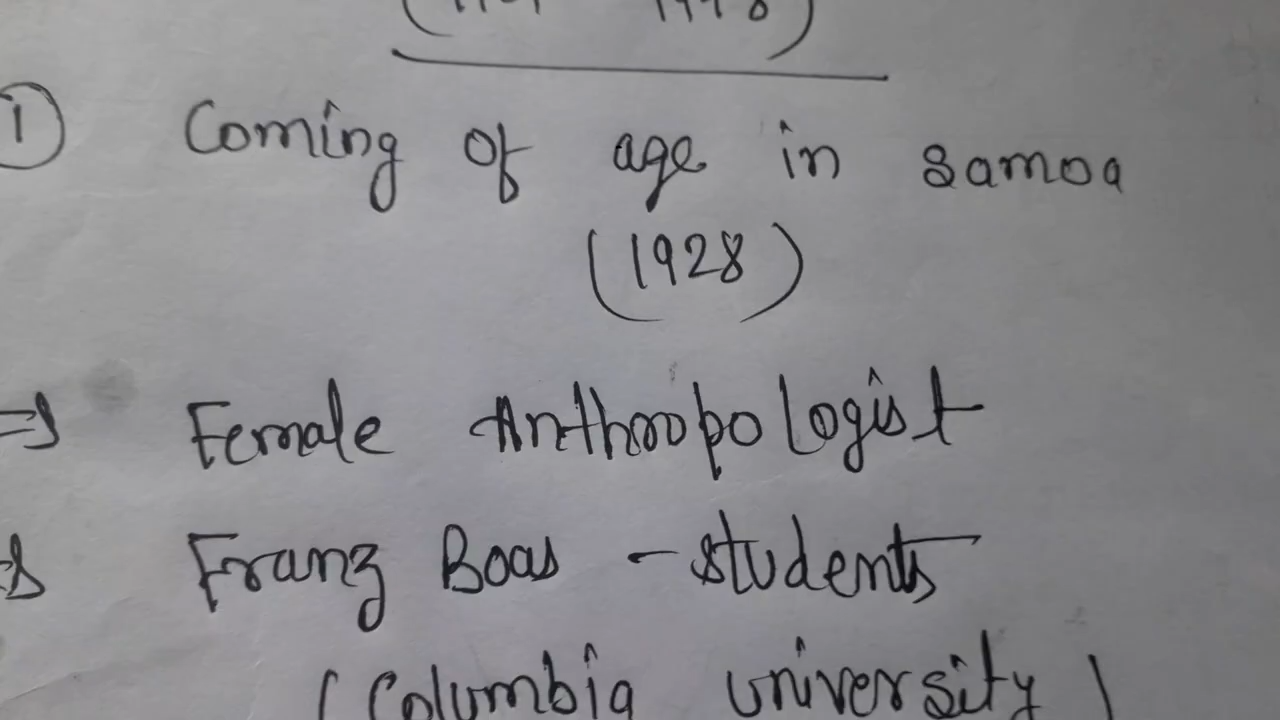 ① Coming of age in samoa
(1928)
⇒ Female Anthropologist
⇒ Franz Boas - students
(Columbia university)